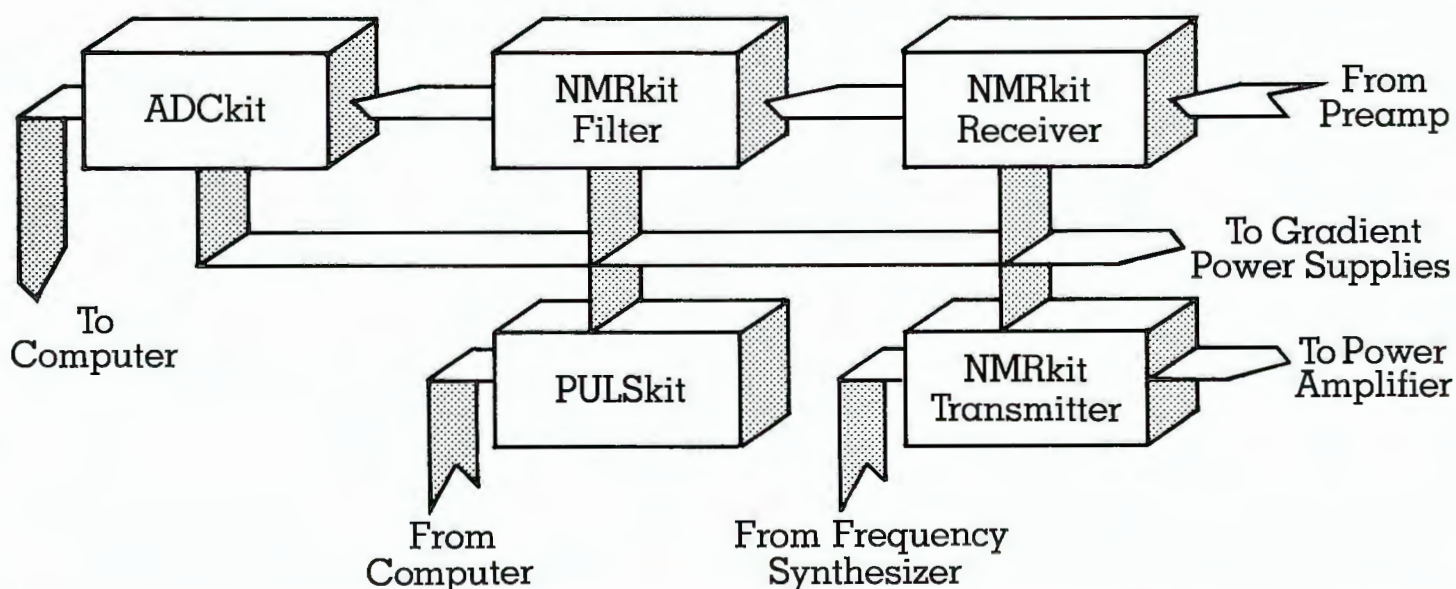 ADCkit
NMRkit
Filter
NMRkit
Receiver
From
Preamp
To Gradient
Power Supplies
To
Computer
PULSkit
NMRkit
Transmitter
To Power
Amplifier
From
Computer
From Frequency
Synthesizer